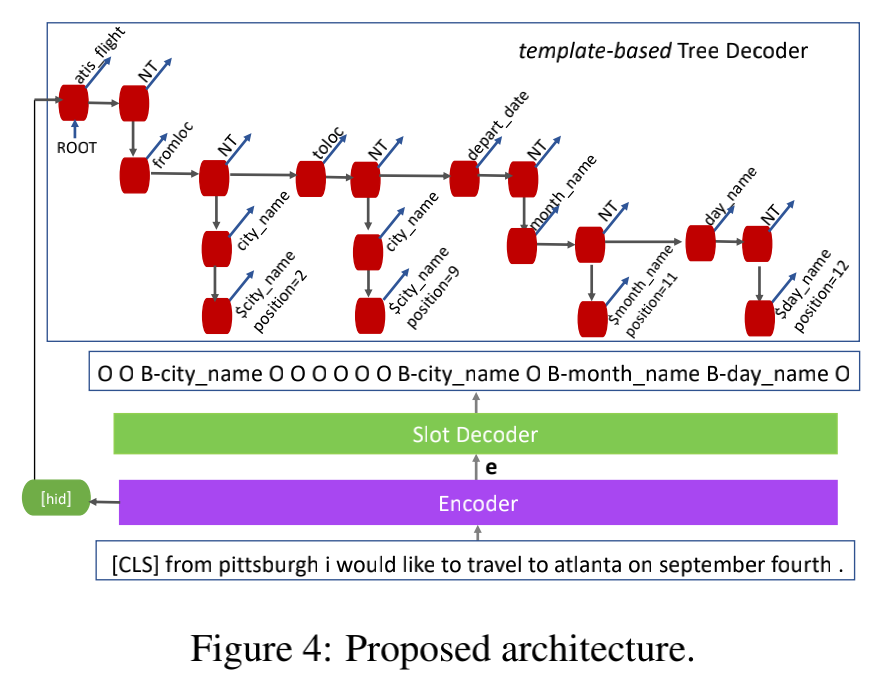 template-based Tree Decoder
atis_flight
NT
ROOT
fromloc
NT
toloc
NT
depart_date
NT
city_name
city_name
month_name
NT
day_name
NT
$city_name
position=2
$city_name
position=9
$month_name
position=11
$day_name
position=12
O O B-city_name O O O O O O B-city_name O B-month_name B-day_name O
Slot Decoder
e
[hid]
Encoder
[CLS] from pittsburgh i would like to travel to atlanta on september fourth .
Figure 4: Proposed architecture.